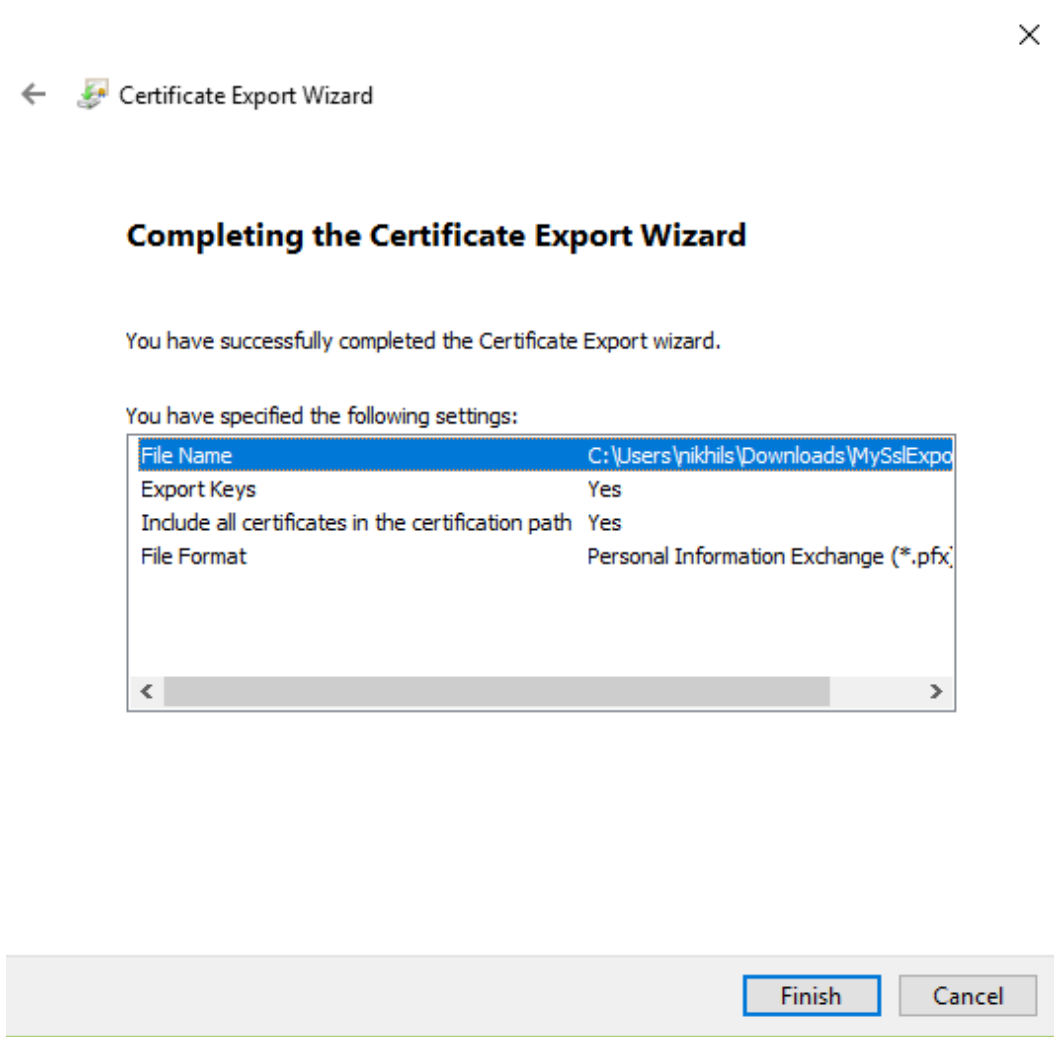 Certificate Export Wizard
Completing the Certificate Export Wizard
You have successfully completed the Certificate Export wizard.
You have specified the following settings:
File Name C:\Users\nikhils\Downloads\MySslExpo
Export Keys Yes
Include all certificates in the certification path Yes
File Format Personal Information Exchange (*.pfx)
Finish Cancel